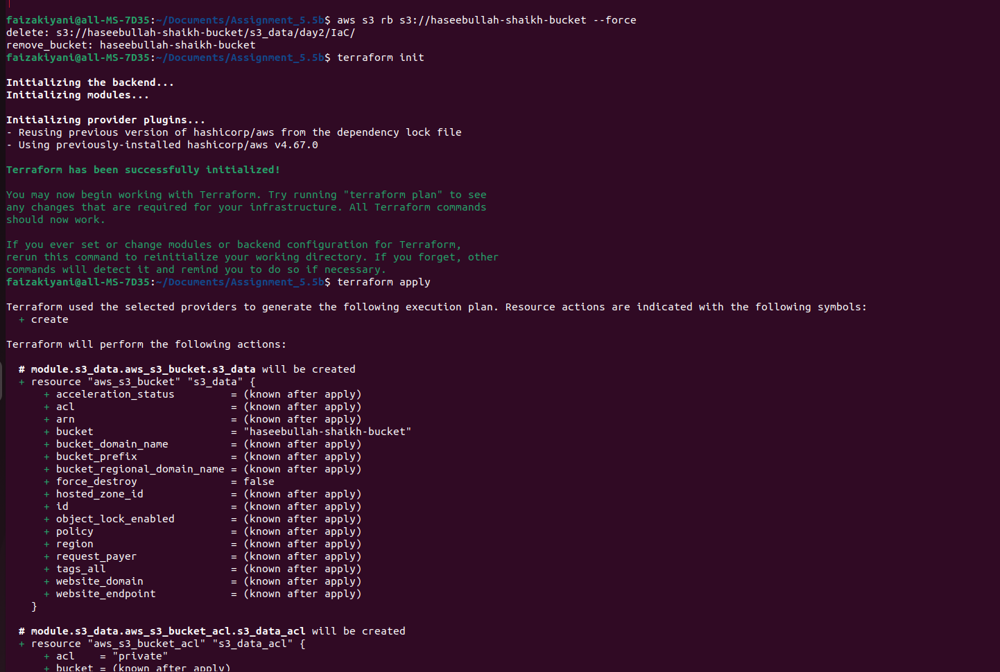 faizakiyani@all-MS-7D35:~/Documents/Assignment_5.5b$ aws s3 rb s3://haseebullah-shaikh-bucket --force
delete: s3://haseebullah-shaikh-bucket/s3_data/day2/IaC/
remove_bucket: haseebullah-shaikh-bucket
faizakiyani@all-MS-7D35:~/Documents/Assignment_5.5b$ terraform init
Initializing the backend...
Initializing modules...
Initializing provider plugins...
- Reusing previous version of hashicorp/aws from the dependency lock file
- Using previously-installed hashicorp/aws v4.67.0
Terraform has been successfully initialized!
You may now begin working with Terraform. Try running "terraform plan" to see
any changes that are required for your infrastructure. All Terraform commands
should now work.
If you ever set or change modules or backend configuration for Terraform,
rerun this command to reinitialize your working directory. If you forget, other
commands will detect it and remind you to do so if necessary.
faizakiyani@all-MS-7D35:~/Documents/Assignment_5.5b$ terraform apply
Terraform used the selected providers to generate the following execution plan. Resource actions are indicated with the following symbols:
  + create
Terraform will perform the following actions:
  # module.s3_data.aws_s3_bucket.s3_data will be created
  + resource "aws_s3_bucket" "s3_data" {
      + acceleration_status         = (known after apply)
      + acl                         = (known after apply)
      + arn                         = (known after apply)
      + bucket                      = "haseebullah-shaikh-bucket"
      + bucket_domain_name          = (known after apply)
      + bucket_prefix               = (known after apply)
      + bucket_regional_domain_name = (known after apply)
      + force_destroy               = false
      + hosted_zone_id              = (known after apply)
      + id                          = (known after apply)
      + object_lock_enabled         = (known after apply)
      + policy                      = (known after apply)
      + region                      = (known after apply)
      + request_payer               = (known after apply)
      + tags_all                    = (known after apply)
      + website_domain              = (known after apply)
      + website_endpoint            = (known after apply)
    }
  # module.s3_data.aws_s3_bucket_acl.s3_data_acl will be created
  + resource "aws_s3_bucket_acl" "s3_data_acl" {
      + acl    = "private"
      + bucket = (known after apply)